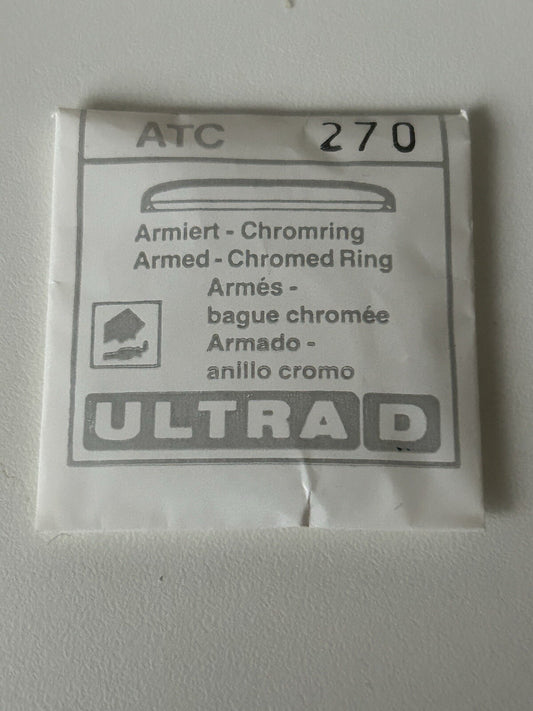 ATC 270
Armiert - Chromring
Armed - Chromed Ring
Armés -
bague chromée
Armado -
anillo cromo
ULTRA D